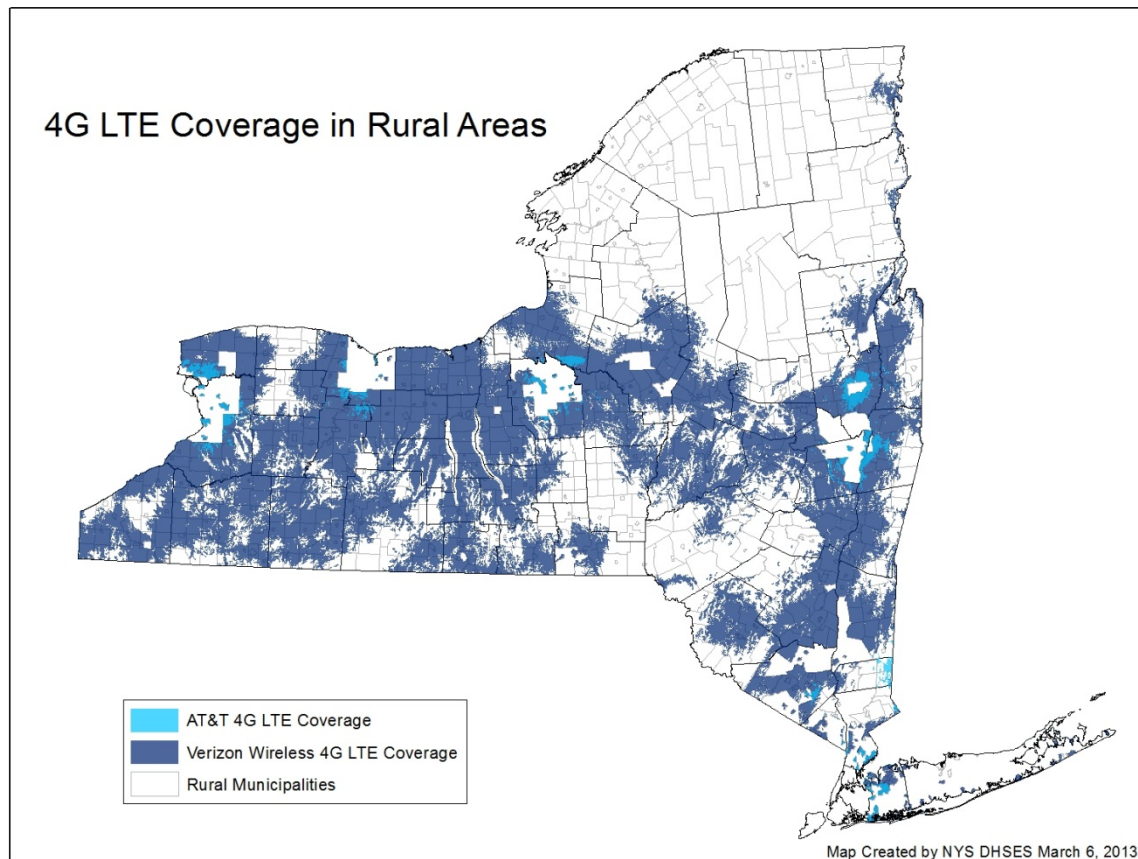 4G LTE Coverage in Rural Areas
AT&T 4G LTE Coverage
Verizon Wireless 4G LTE Coverage
Rural Municipalities
Map Created by NYS DHSES March 6, 2013